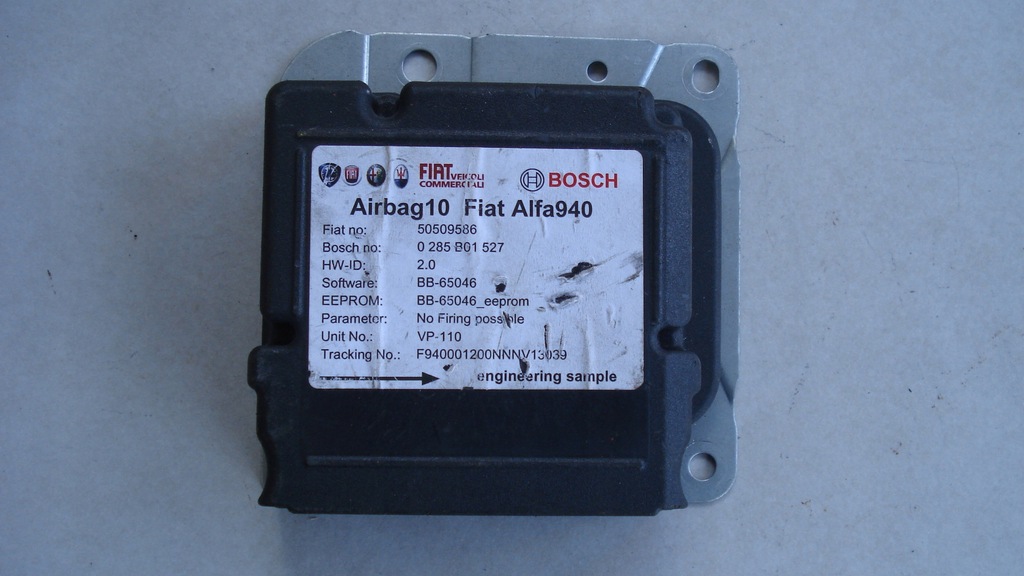 FIAT VEICOLI COMMERCIALI
BOSCH
Airbag10 Fiat Alfa940
Fiat no: 50509586
Bosch no: 0 285 B01 527
HW-ID: 2.0
Software: BB-65046
EEPROM: BB-65046_eeprom
Parameter: No Firing possible
Unit No.: VP-110
Tracking No.: F940001200NNNV13039
engineering sample